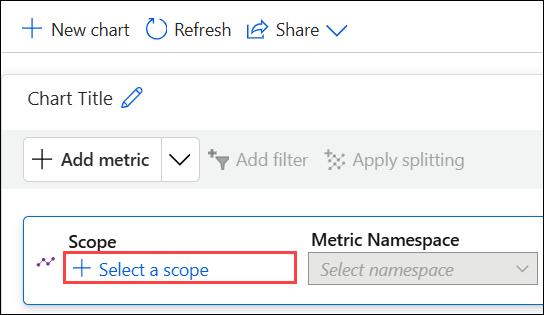 New chart Refresh Share
Chart Title
Add metric Add filter Apply splitting
Scope Metric Namespace
Select a scope Select namespace